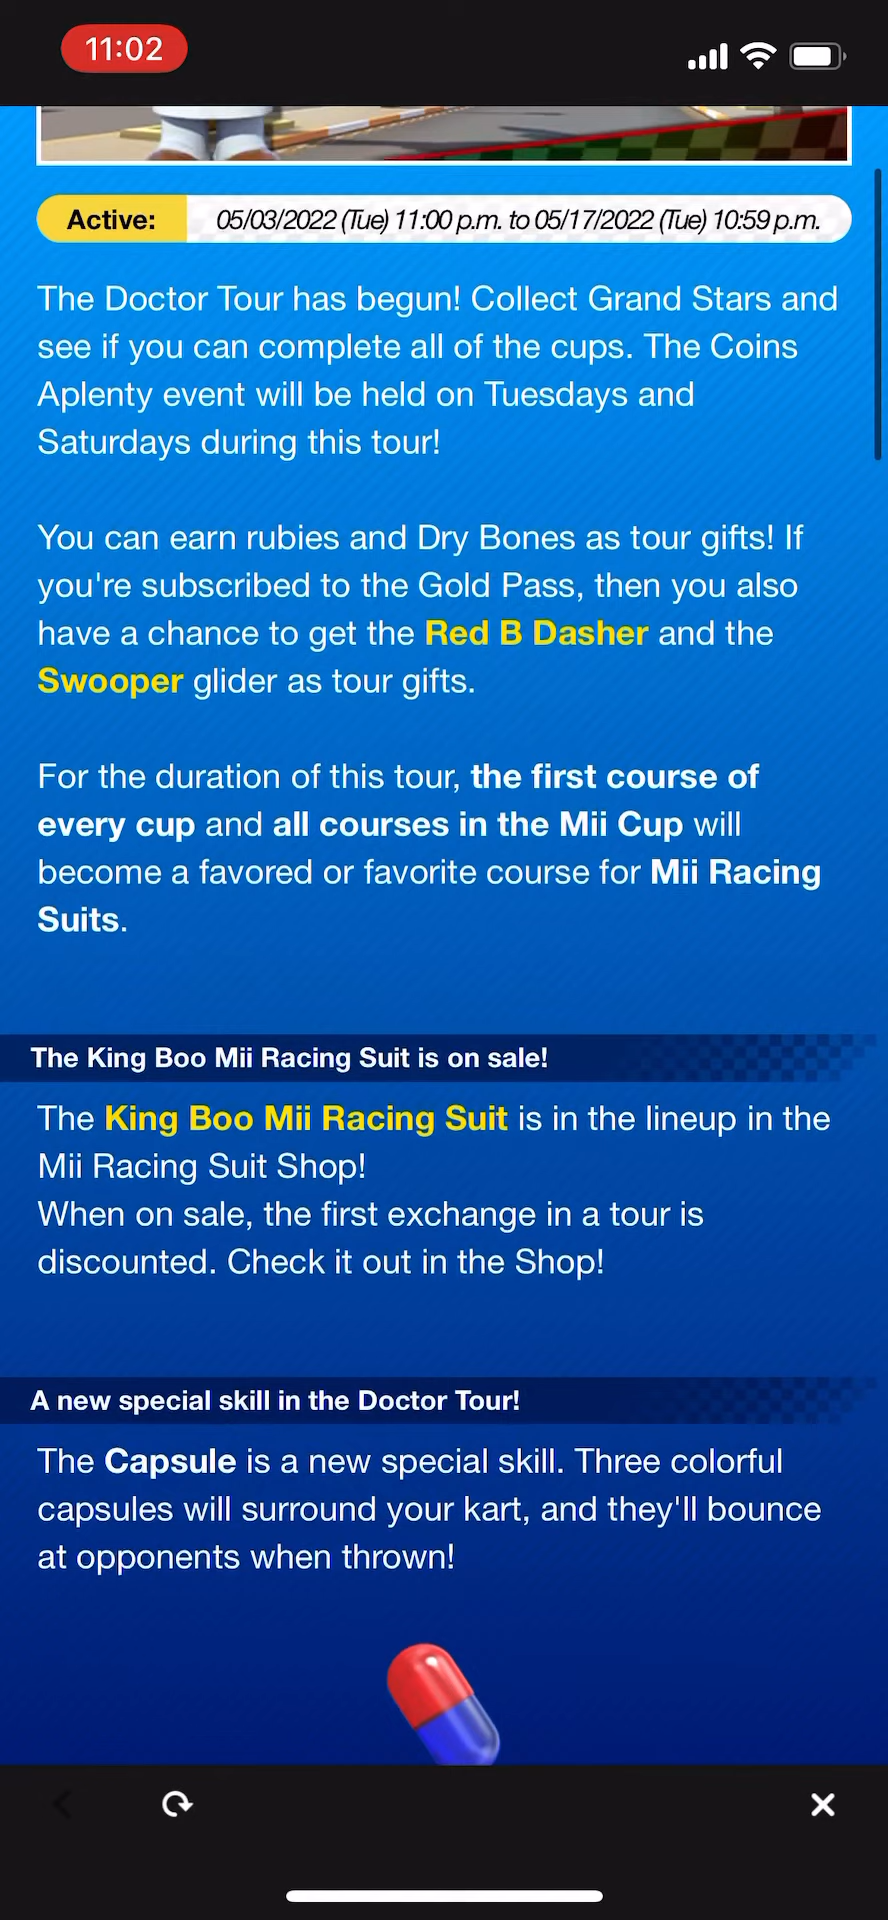 11:02
Active: 05/03/2022 (Tue) 11:00 p.m. to 05/17/2022 (Tue) 10:59 p.m.
The Doctor Tour has begun! Collect Grand Stars and
see if you can complete all of the cups. The Coins
Aplenty event will be held on Tuesdays and
Saturdays during this tour!
You can earn rubies and Dry Bones as tour gifts! If
you're subscribed to the Gold Pass, then you also
have a chance to get the Red B Dasher and the
Swooper glider as tour gifts.
For the duration of this tour, the first course of
every cup and all courses in the Mii Cup will
become a favored or favorite course for Mii Racing
Suits.
The King Boo Mii Racing Suit is on sale!
The King Boo Mii Racing Suit is in the lineup in the
Mii Racing Suit Shop!
When on sale, the first exchange in a tour is
discounted. Check it out in the Shop!
A new special skill in the Doctor Tour!
The Capsule is a new special skill. Three colorful
capsules will surround your kart, and they'll bounce
at opponents when thrown!